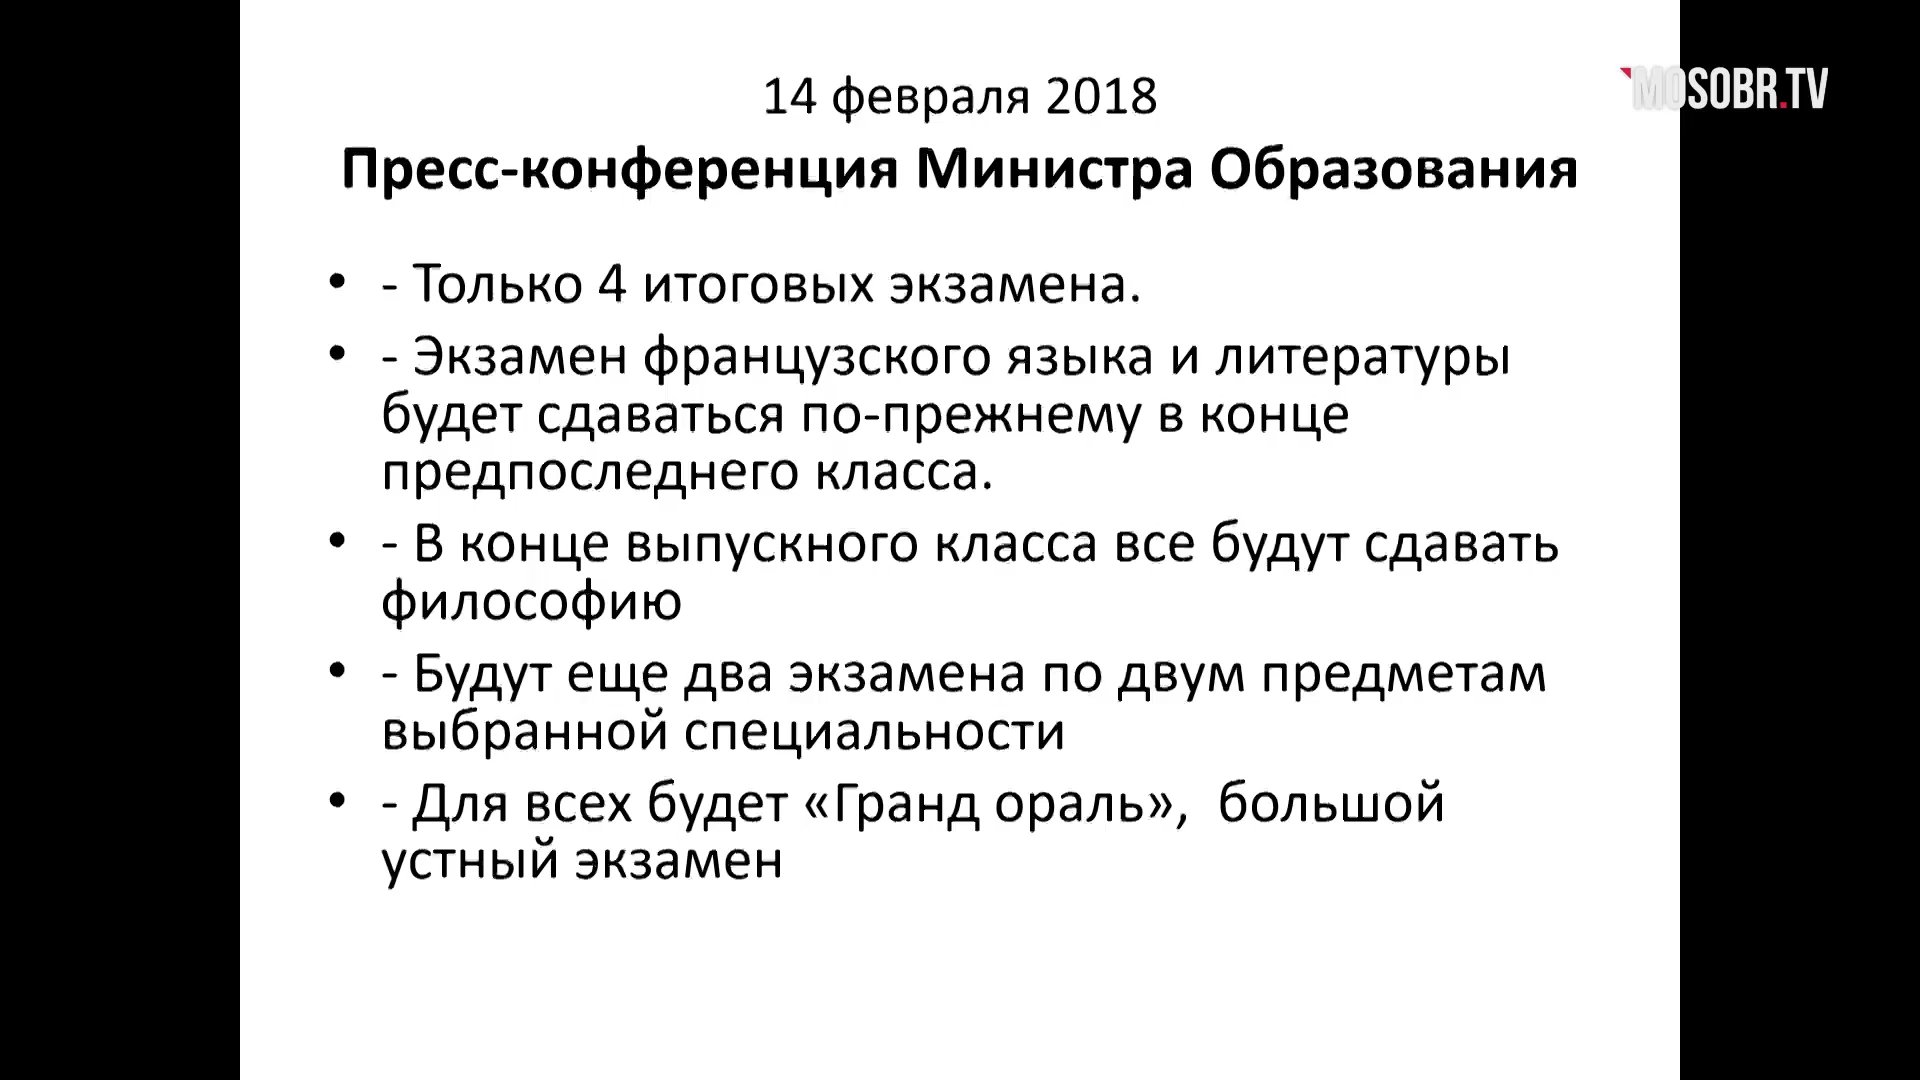 14 февраля 2018
MOSOBR.TV
Пресс-конференция Министра Образования
• - Только 4 итоговых экзамена.
• - Экзамен французского языка и литературы
будет сдаваться по-прежнему в конце
предпоследнего класса.
• - В конце выпускного класса все будут сдавать
философию
• - Будут еще два экзамена по двум предметам
выбранной специальности
• - Для всех будет «Гранд ораль», большой
устный экзамен